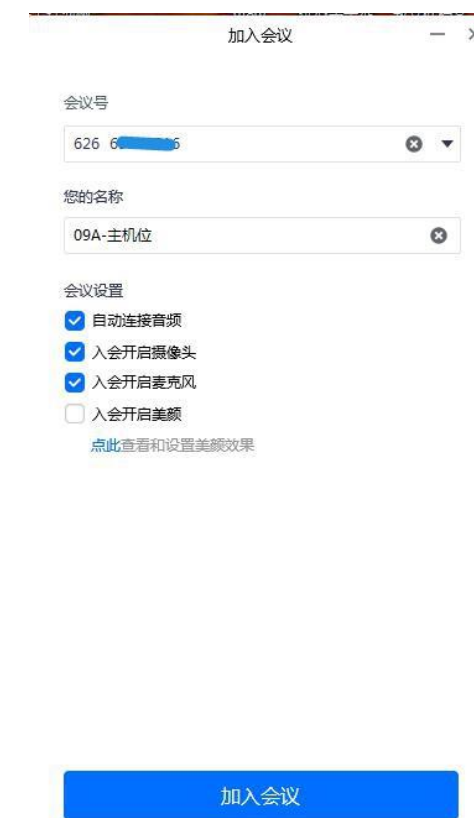 加入会议
会议号
626 6
您的名称
09A-主机位
会议设置
自动连接音频
入会开启摄像头
入会开启麦克风
入会开启美颜
点此查看和设置美颜效果
加入会议